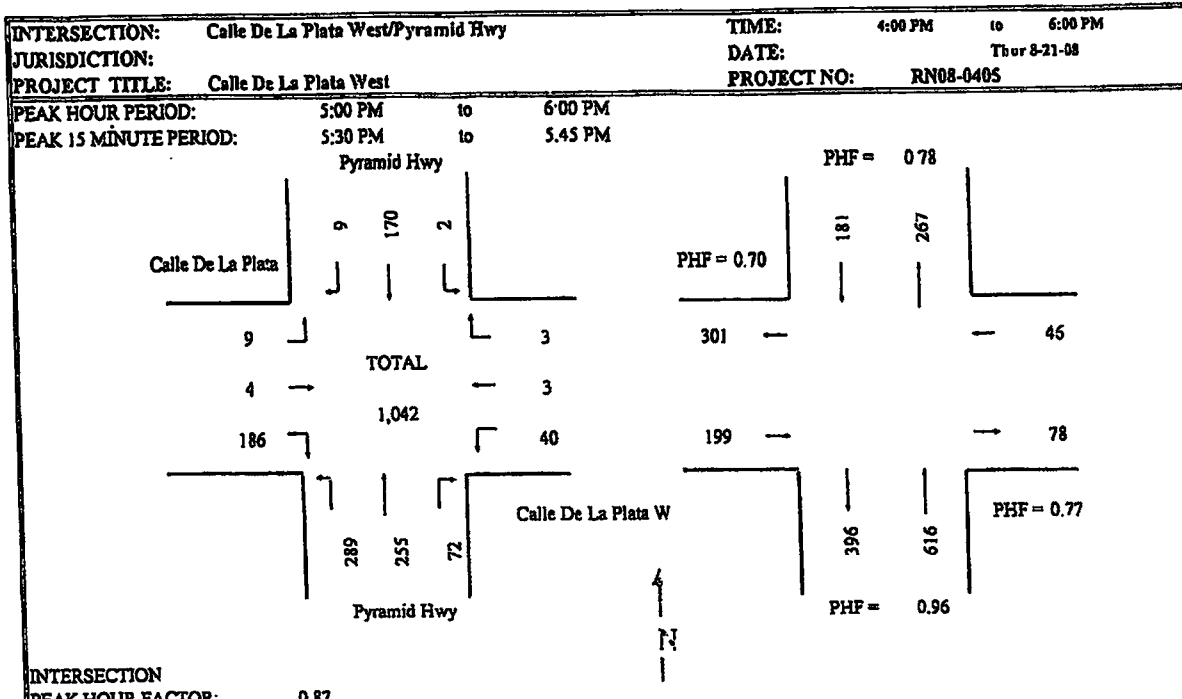 INTERSECTION: Calle De La Plata West/Pyramid Hwy TIME: 4:00 PM to 6:00 PM
JURISDICTION: DATE: Thur 8-21-08
PROJECT TITLE: Calle De La Plata West PROJECT NO: RN08-0405
PEAK HOUR PERIOD: 5:00 PM to 6:00 PM
PEAK 15 MINUTE PERIOD: 5:30 PM to 5.45 PM
Pyramid Hwy PHF = 0 78
9 170 2 181 267
Calle De La Plata PHF = 0.70
9 3 301 46
TOTAL
4 3
1,042
186 40 199 78
Calle De La Plata W PHF = 0.77
289 255 72 396 616
Pyramid Hwy PHF = 0.96
N
INTERSECTION
PEAK HOUR FACTOR: 0.87